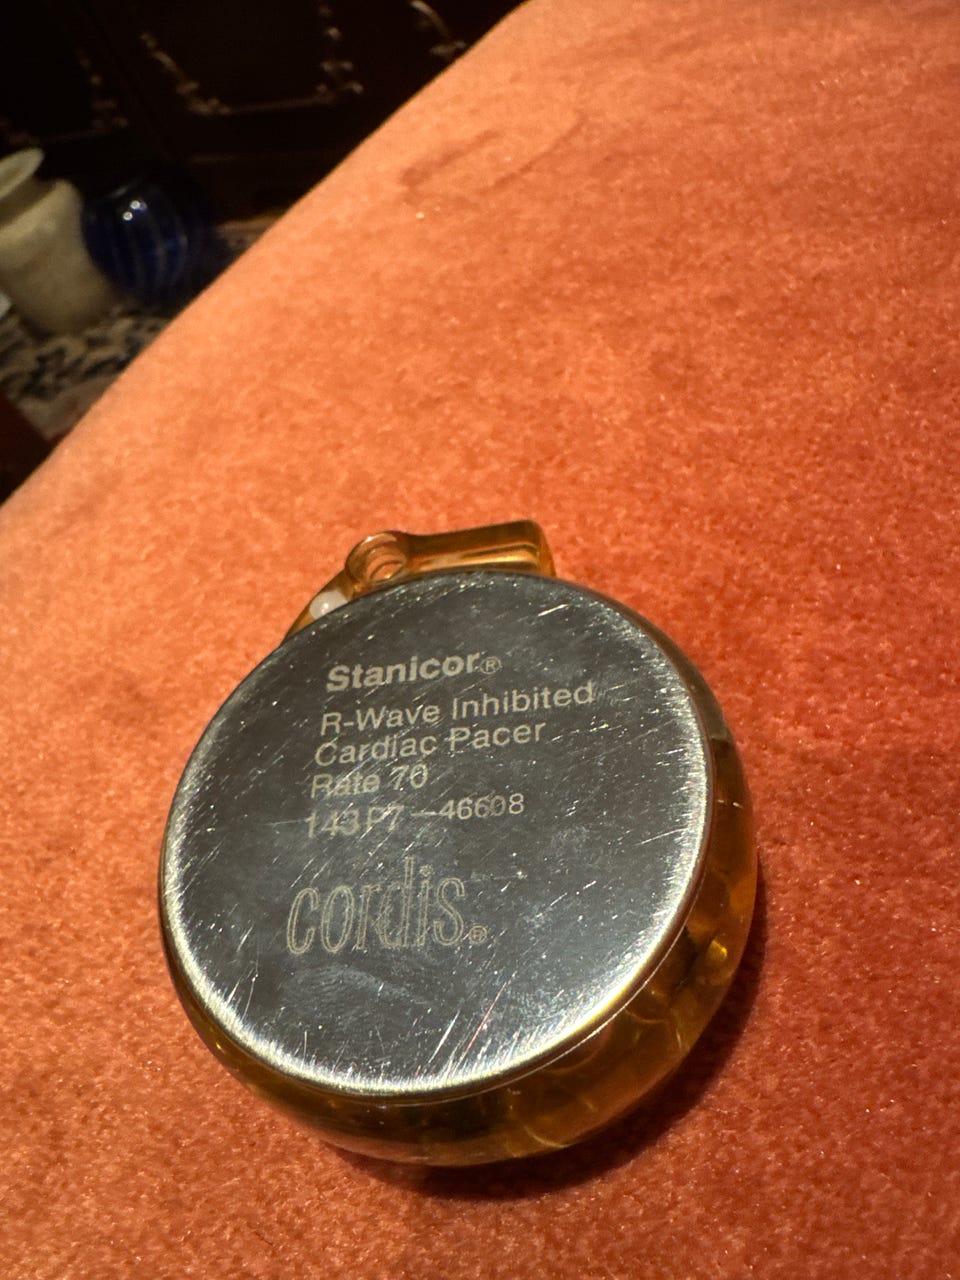 Stanicor®
R-Wave Inhibited
Cardiac Pacer
Rate 70
143P7-46608
cordis®